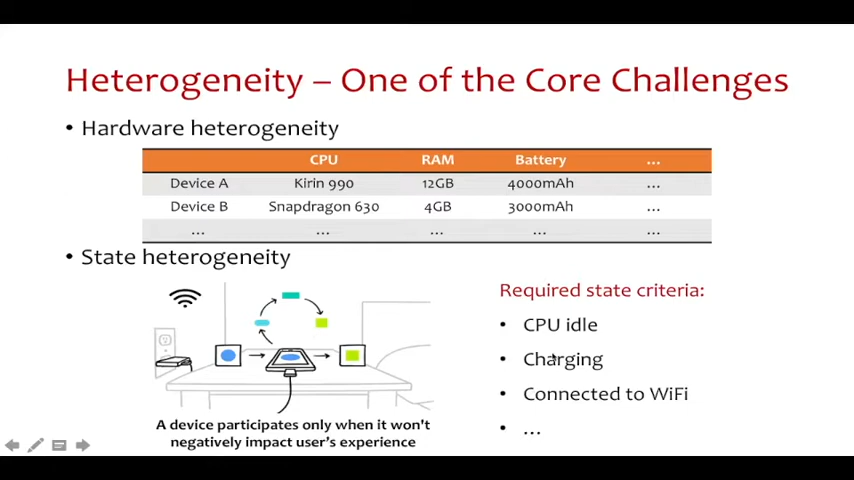 Heterogeneity – One of the Core Challenges
• Hardware heterogeneity
CPU RAM Battery ...
Device A Kirin 990 12GB 4000mAh ...
Device B Snapdragon 630 4GB 3000mAh ...
... ... ... ... ...
• State heterogeneity
Required state criteria:
• CPU idle
• Charging
• Connected to WiFi
• ...
A device participates only when it won't
negatively impact user's experience